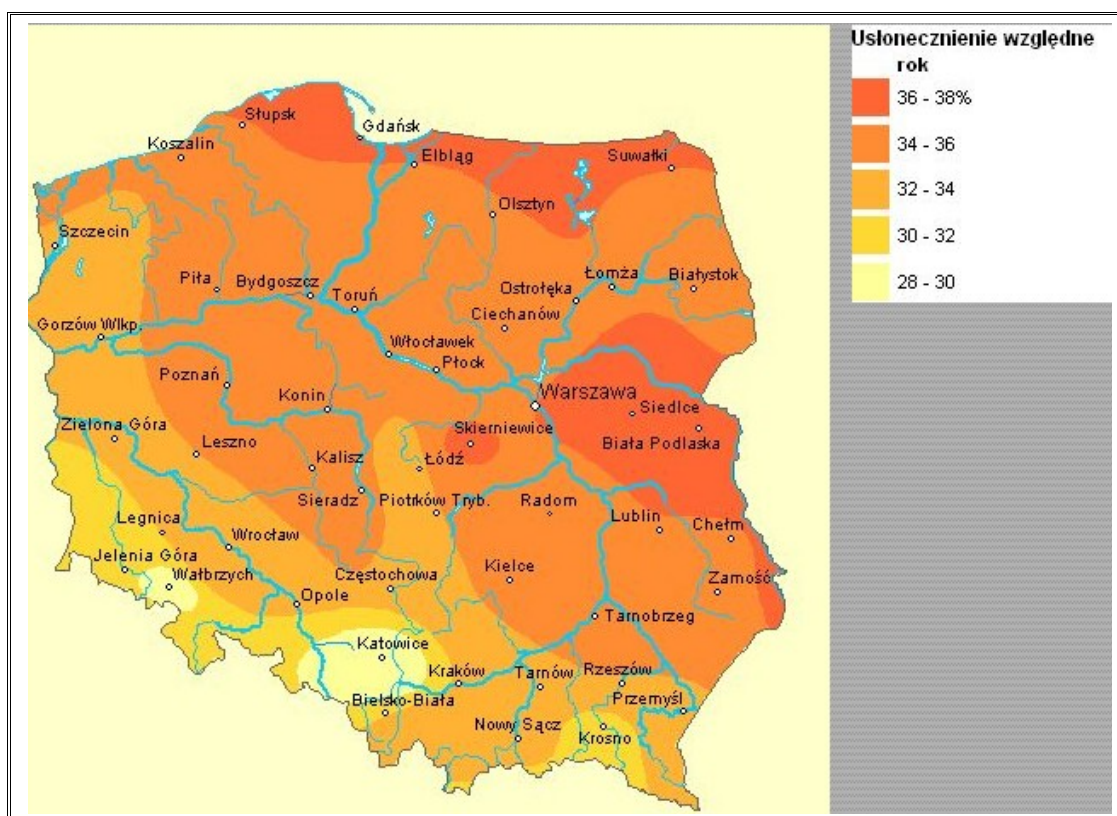 Usłonecznienie względne
rok
36 - 38%
34 - 36
32 - 34
30 - 32
28 - 30
Słupsk
Gdańsk
Koszalin
Elbląg
Suwałki
Olsztyn
Szczecin
Piła
Bydgoszcz
Toruń
Łomża
Białystok
Ostrołęka
Ciechanów
Gorzów Wlkp.
Włocławek
Płock
Poznań
Konin
Warszawa
Siedlce
Zielona Góra
Leszno
Skierniewice
Biała Podlaska
Kalisz
Łódź
Sieradz
Piotrków Tryb.
Radom
Lublin
Chełm
Legnica
Wrocław
Jelenia Góra
Wałbrzych
Częstochowa
Kielce
Zamość
Opole
Tarnobrzeg
Katowice
Kraków
Tarnów
Rzeszów
Bielsko-Biała
Przemyśl
Nowy Sącz
Krosno